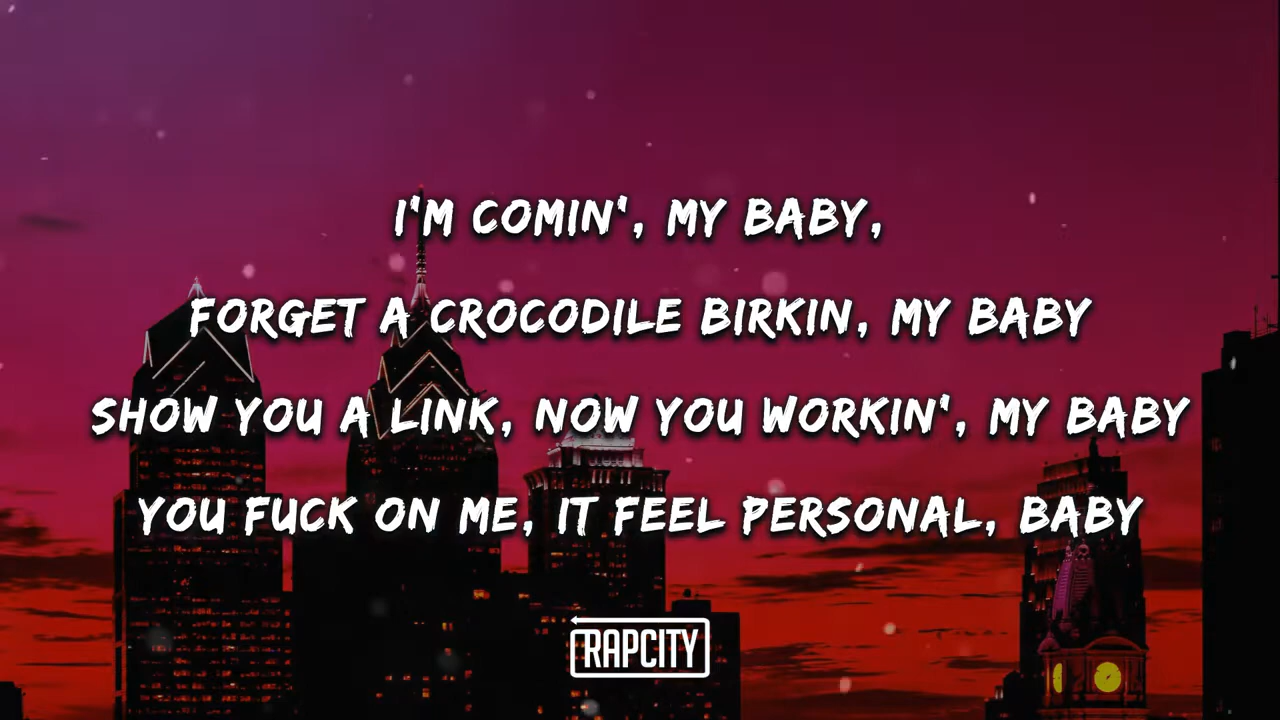 I'M COMIN', MY BABY,
FORGET A CROCODILE BIRKIN, MY BABY
SHOW YOU A LINK, NOW YOU WORKIN', MY BABY
YOU FUCK ON ME, IT FEEL PERSONAL, BABY
RAPCITY